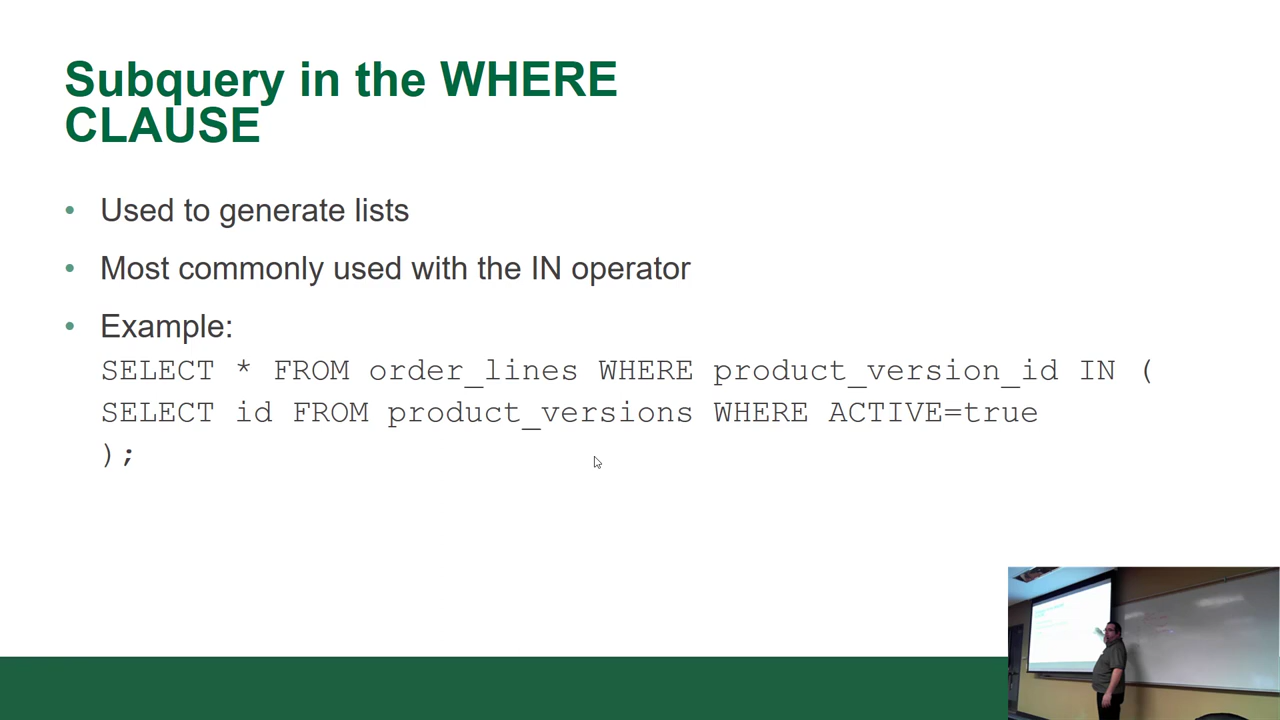 Subquery in the WHERE
CLAUSE
• Used to generate lists
• Most commonly used with the IN operator
• Example:
SELECT * FROM order_lines WHERE product_version_id IN (
SELECT id FROM product_versions WHERE ACTIVE=true
);